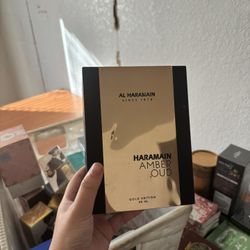 AL HARAMAIN
SINCE 1970
HARAMAIN
AMBER
OUD
GOLD EDITION